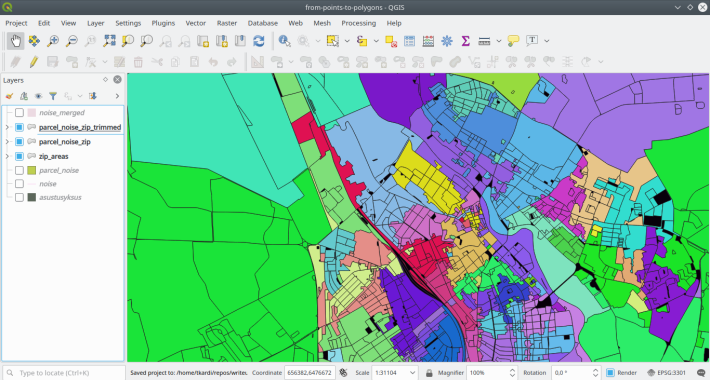 from-points-to-polygons - QGIS
Project Edit View Layer Settings Plugins Vector Raster Database Web Mesh Processing Help
Layers
noise_merged
parcel_noise_zip_trimmed
parcel_noise_zip
zip_areas
parcel_noise
noise
asustusyksus
Type to locate (Ctrl+K) Saved project to: /home/tkardi/repos/write Coordinate 656382,6476672 Scale 1:31104 Magnifier 100% Rotation 0.0 ° Render EPSG:3301